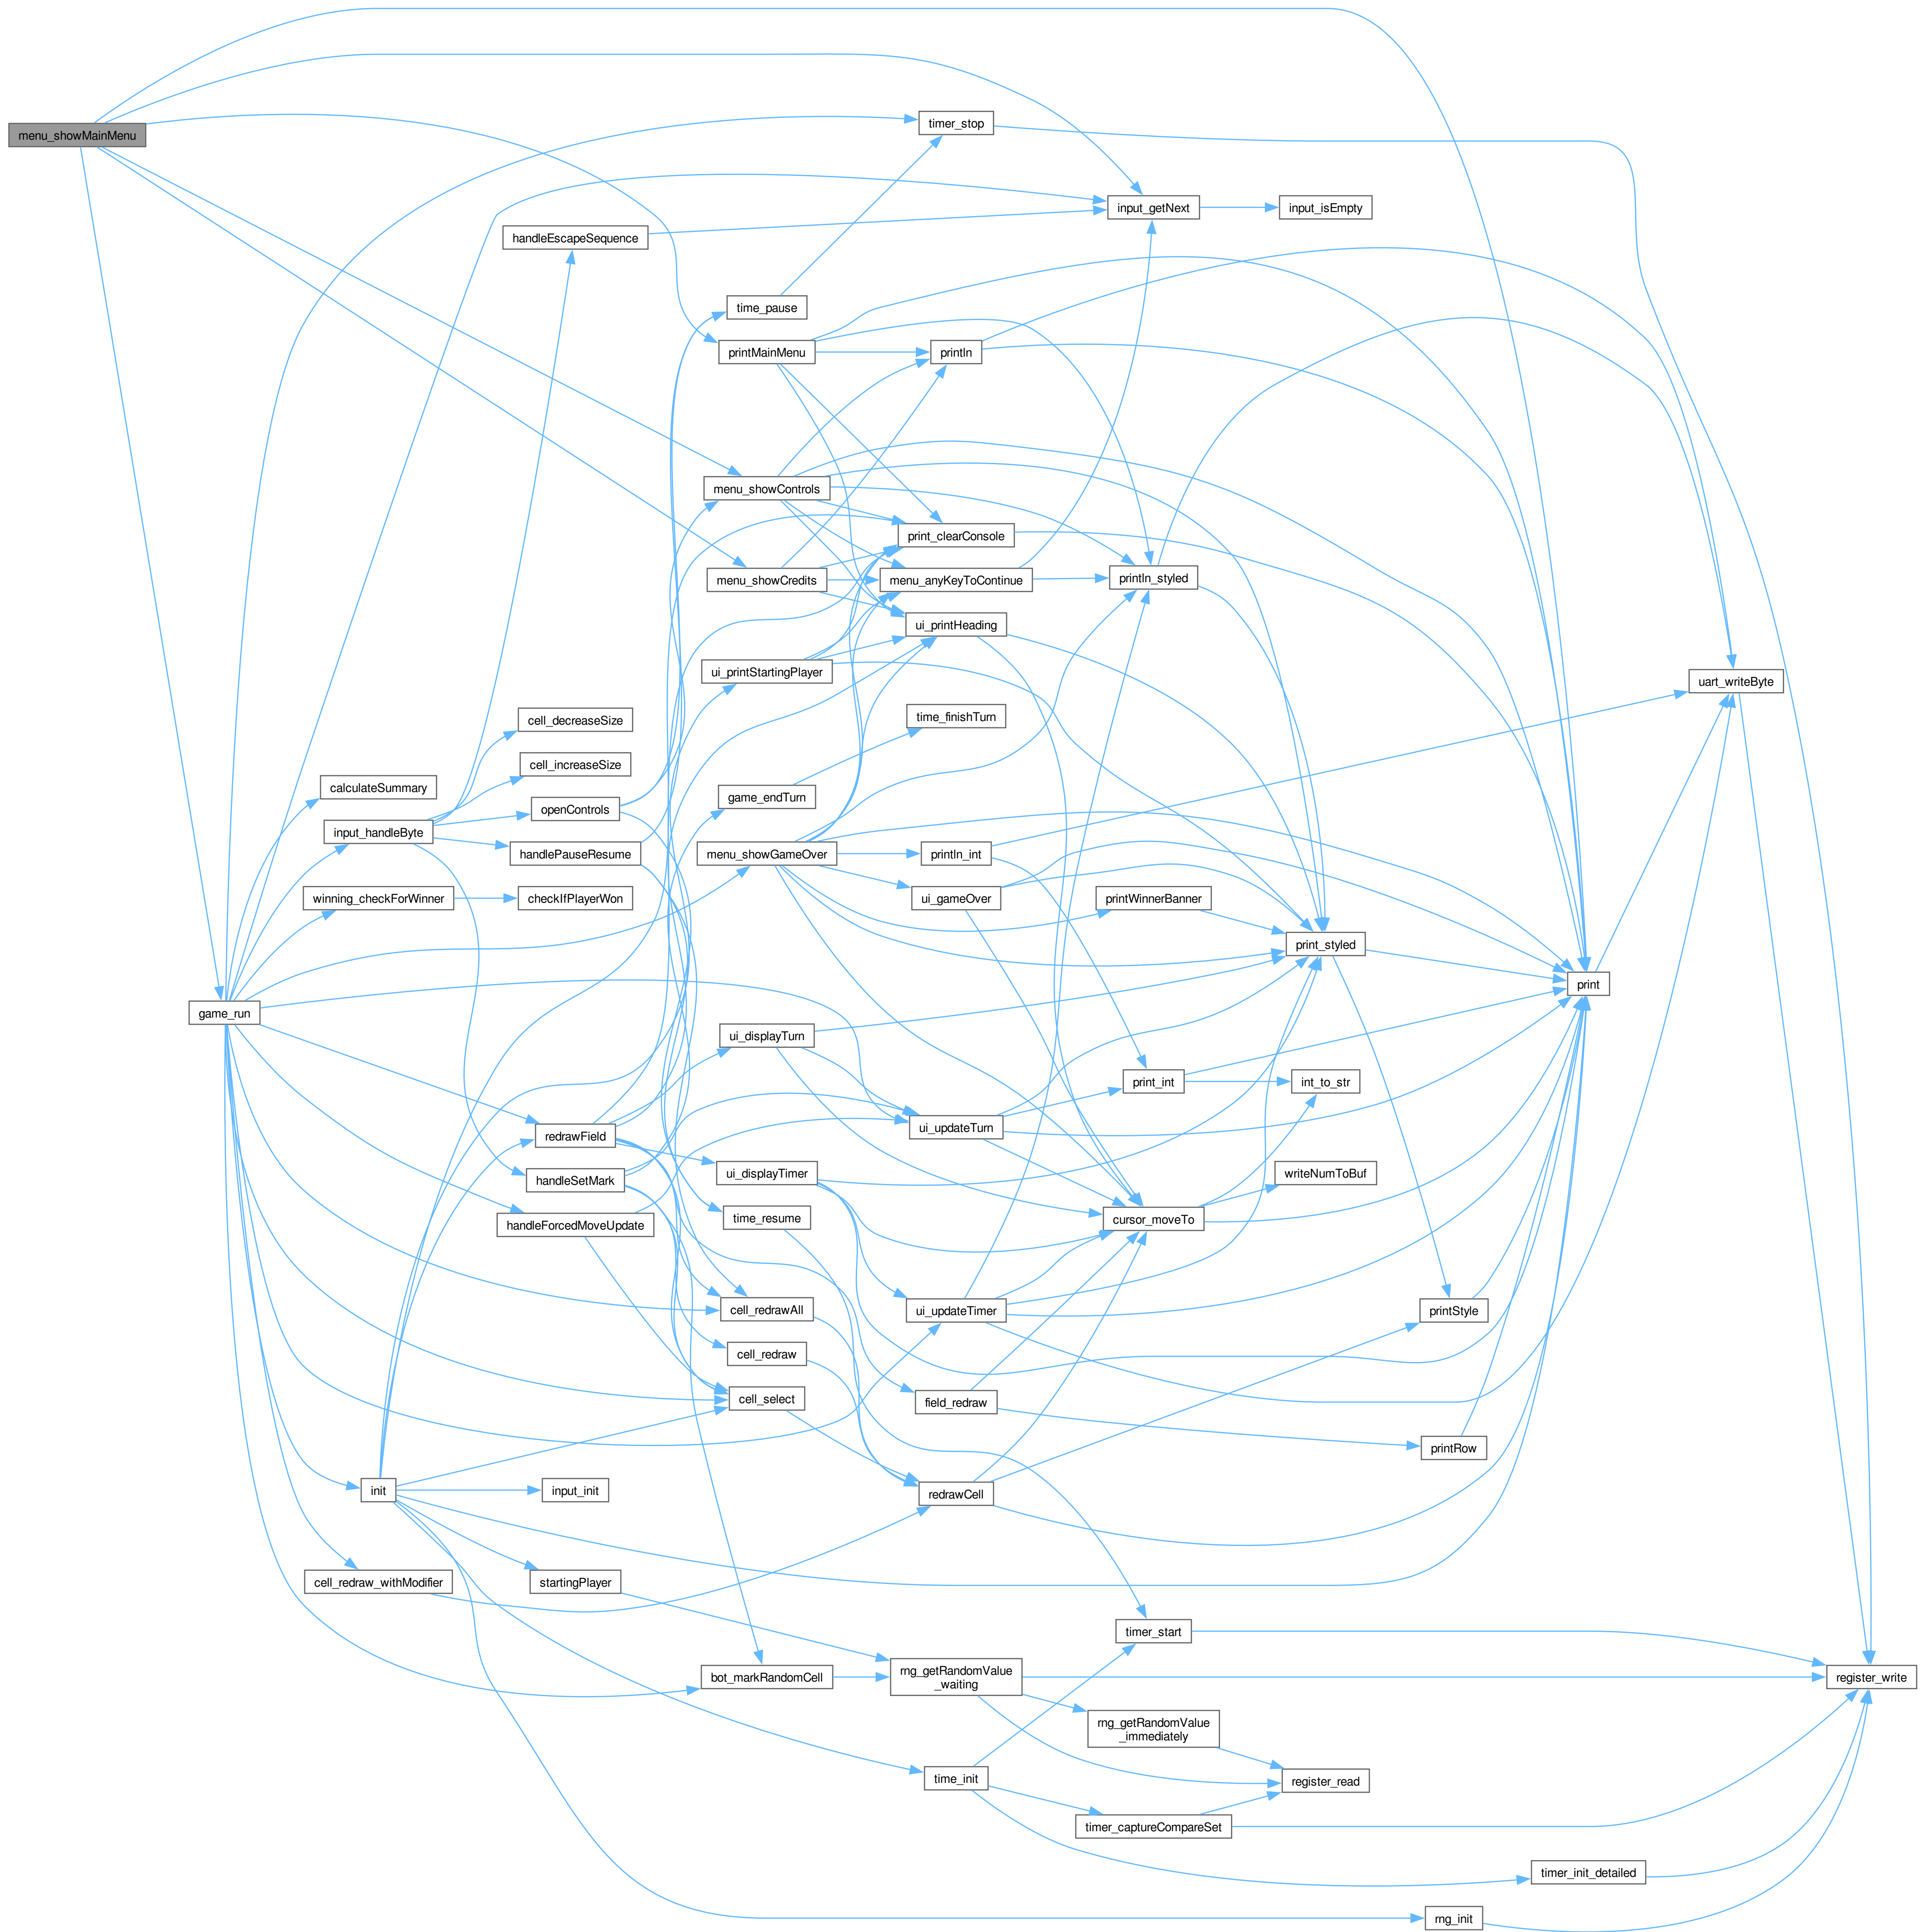 menu_showMainMenu
timer_stop
input_getNext
input_isEmpty
handleEscapeSequence
time_pause
printMainMenu
println
menu_showControls
print_clearConsole
menu_showCredits
menu_anyKeyToContinue
println_styled
ui_printHeading
ui_printStartingPlayer
uart_writeByte
cell_decreaseSize
time_finishTurn
cell_increaseSize
calculateSummary
game_endTurn
openControls
input_handleByte
handlePauseResume
menu_showGameOver
println_int
winning_checkForWinner
checkIfPlayerWon
ui_gameOver
printWinnerBanner
print_styled
print
game_run
ui_displayTurn
print_int
int_to_str
redrawField
ui_updateTurn
handleSetMark
ui_displayTimer
writeNumToBuf
handleForcedMoveUpdate
time_resume
cursor_moveTo
cell_redrawAll
ui_updateTimer
printStyle
cell_redraw
cell_select
field_redraw
printRow
init
input_init
redrawCell
cell_redraw_withModifier
startingPlayer
timer_start
bot_markRandomCell
rng_getRandomValue
_waiting
register_write
rng_getRandomValue
_immediately
time_init
register_read
timer_captureCompareSet
timer_init_detailed
rng_init